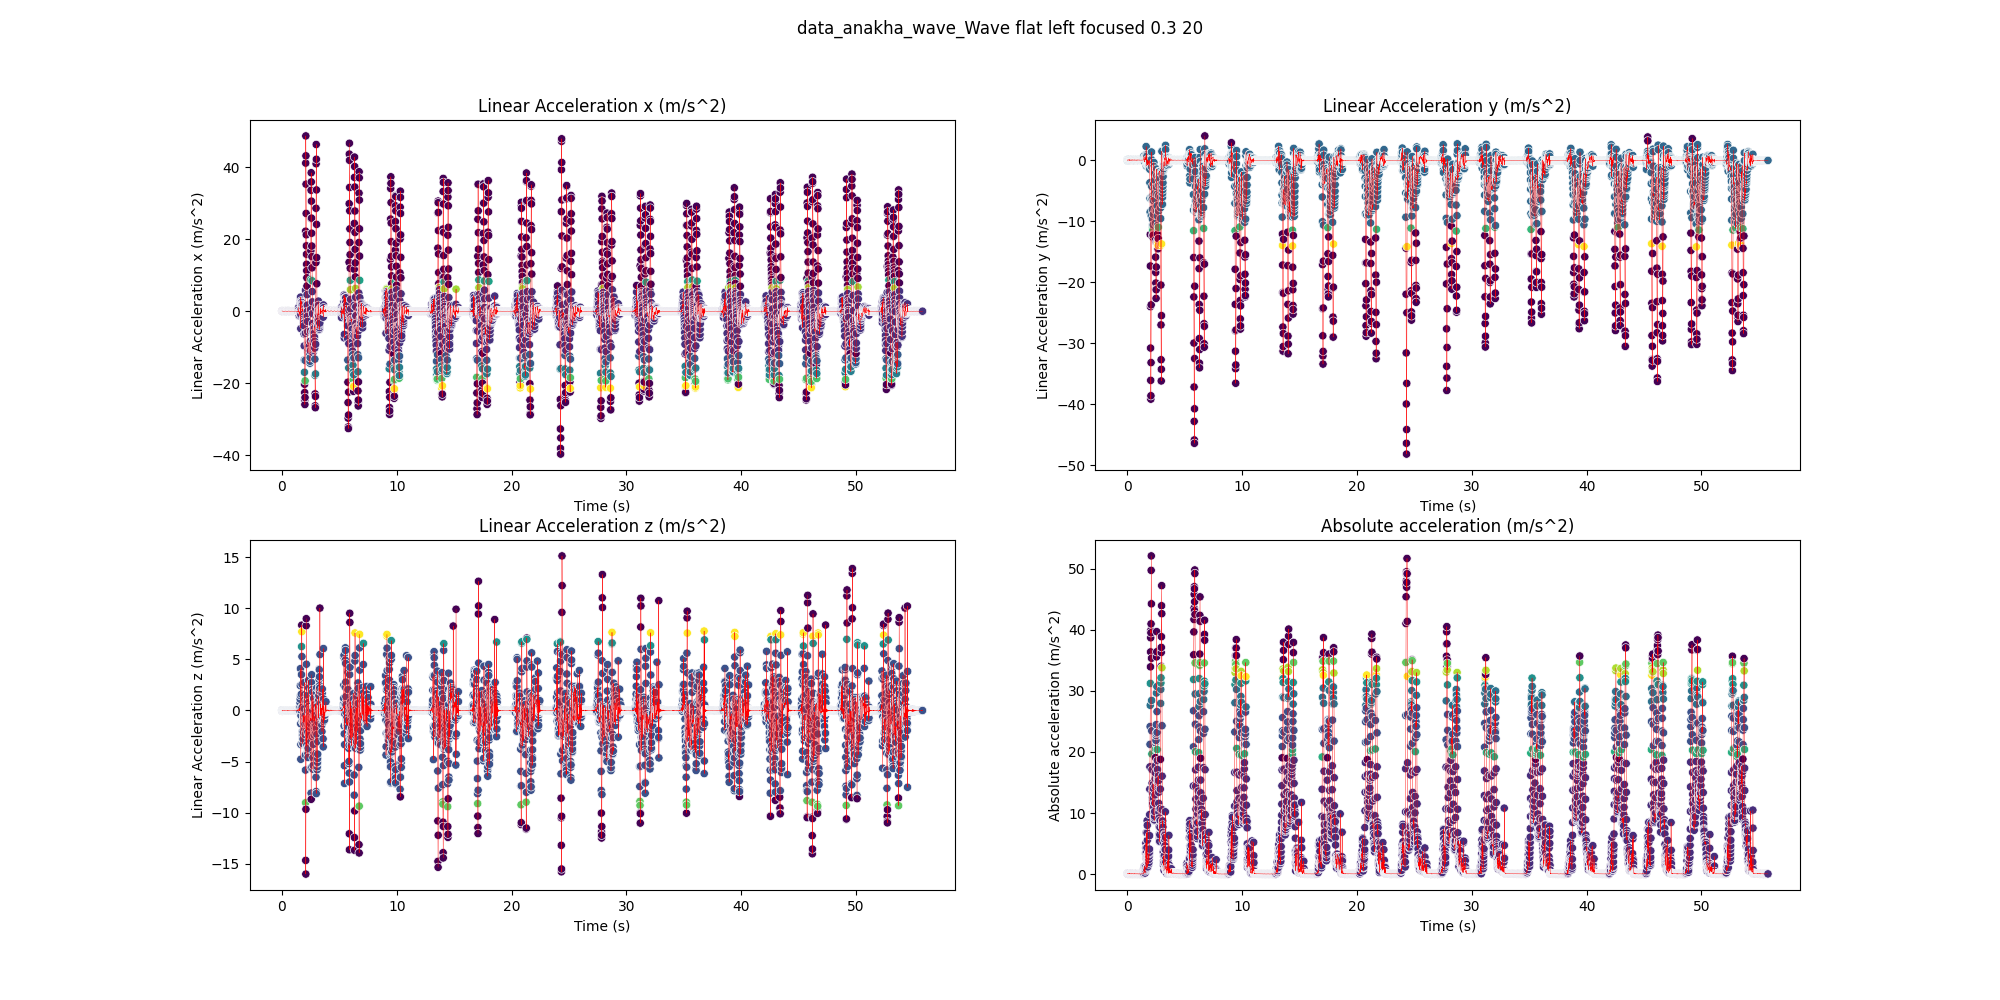 data_anakha_wave_Wave flat left focused 0.3 20
Linear Acceleration x (m/s^2)
Linear Acceleration x (m/s^2)
40
20
0
−20
−40
0 10 20 30 40 50
Time (s)
Linear Acceleration y (m/s^2)
Linear Acceleration y (m/s^2)
0
−10
−20
−30
−40
−50
0 10 20 30 40 50
Time (s)
Linear Acceleration z (m/s^2)
Linear Acceleration z (m/s^2)
15
10
5
0
−5
−10
−15
0 10 20 30 40 50
Time (s)
Absolute acceleration (m/s^2)
Absolute acceleration (m/s^2)
50
40
30
20
10
0
0 10 20 30 40 50
Time (s)